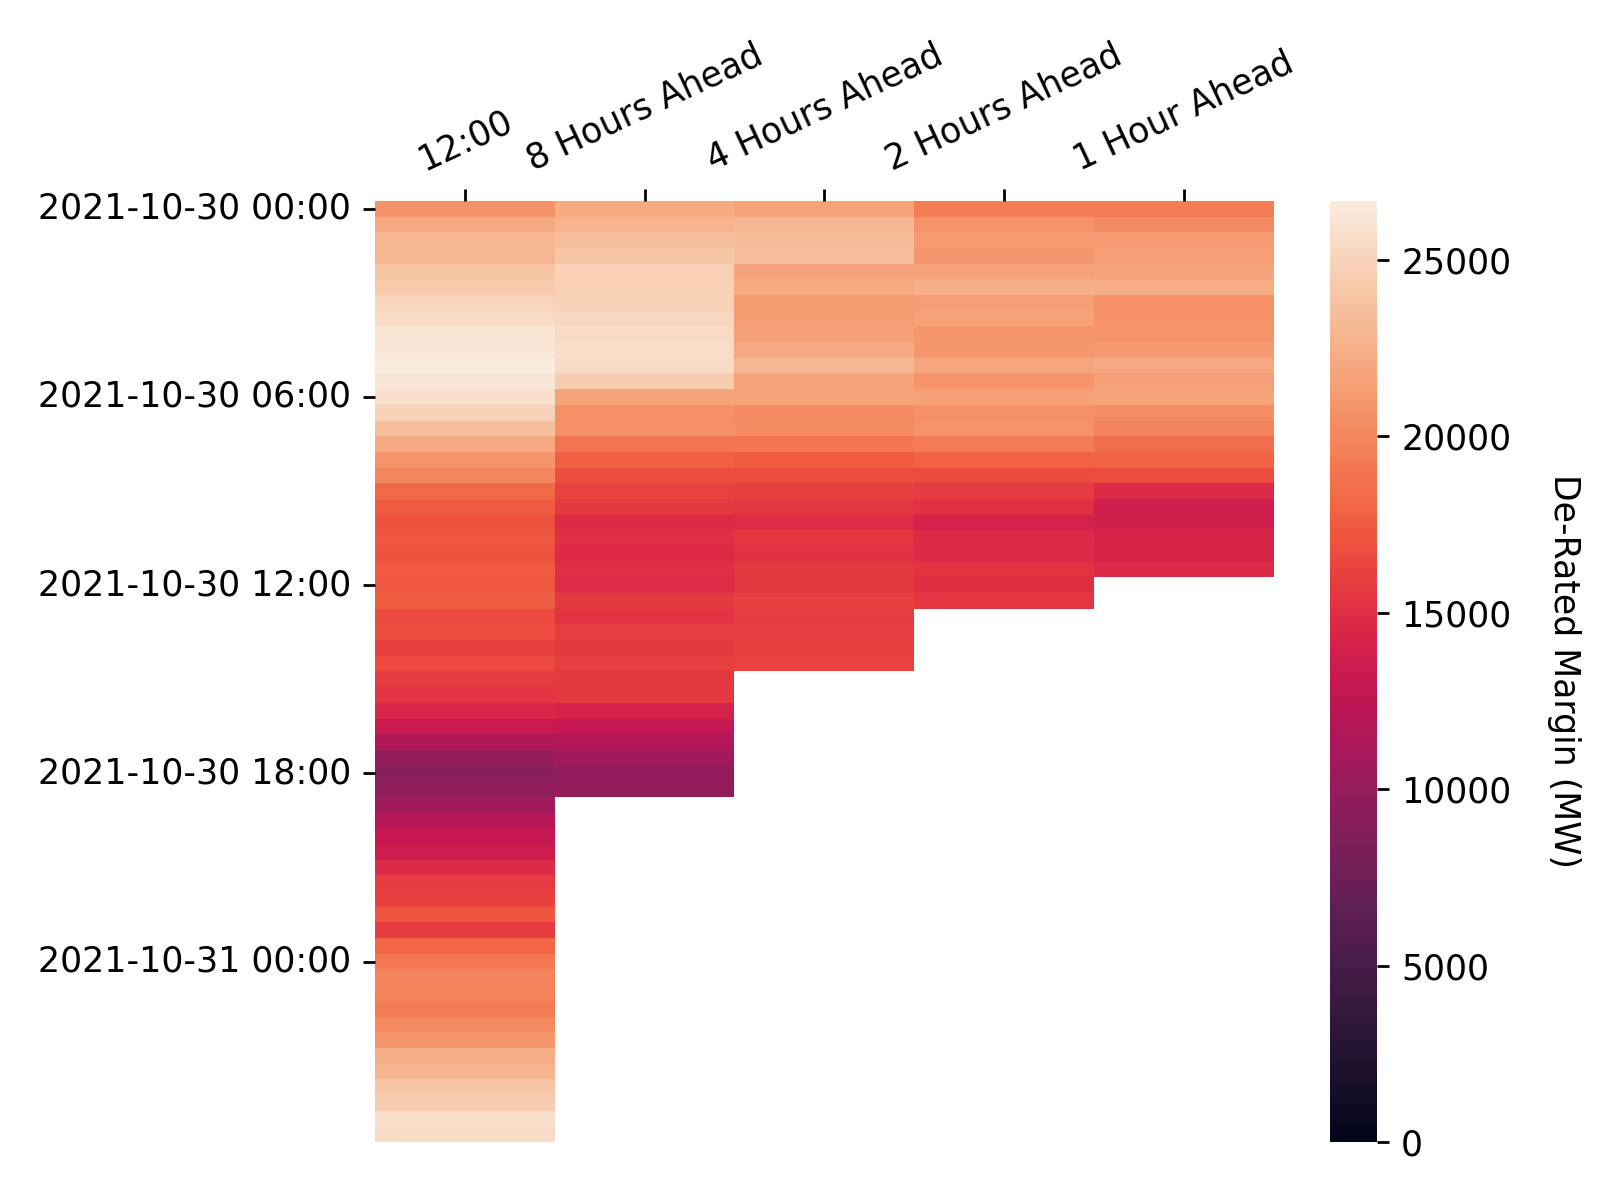 12:00
8 Hours Ahead
4 Hours Ahead
2 Hours Ahead
1 Hour Ahead
2021-10-30 00:00
2021-10-30 06:00
2021-10-30 12:00
2021-10-30 18:00
2021-10-31 00:00
25000
20000
15000
10000
5000
0
De-Rated Margin (MW)